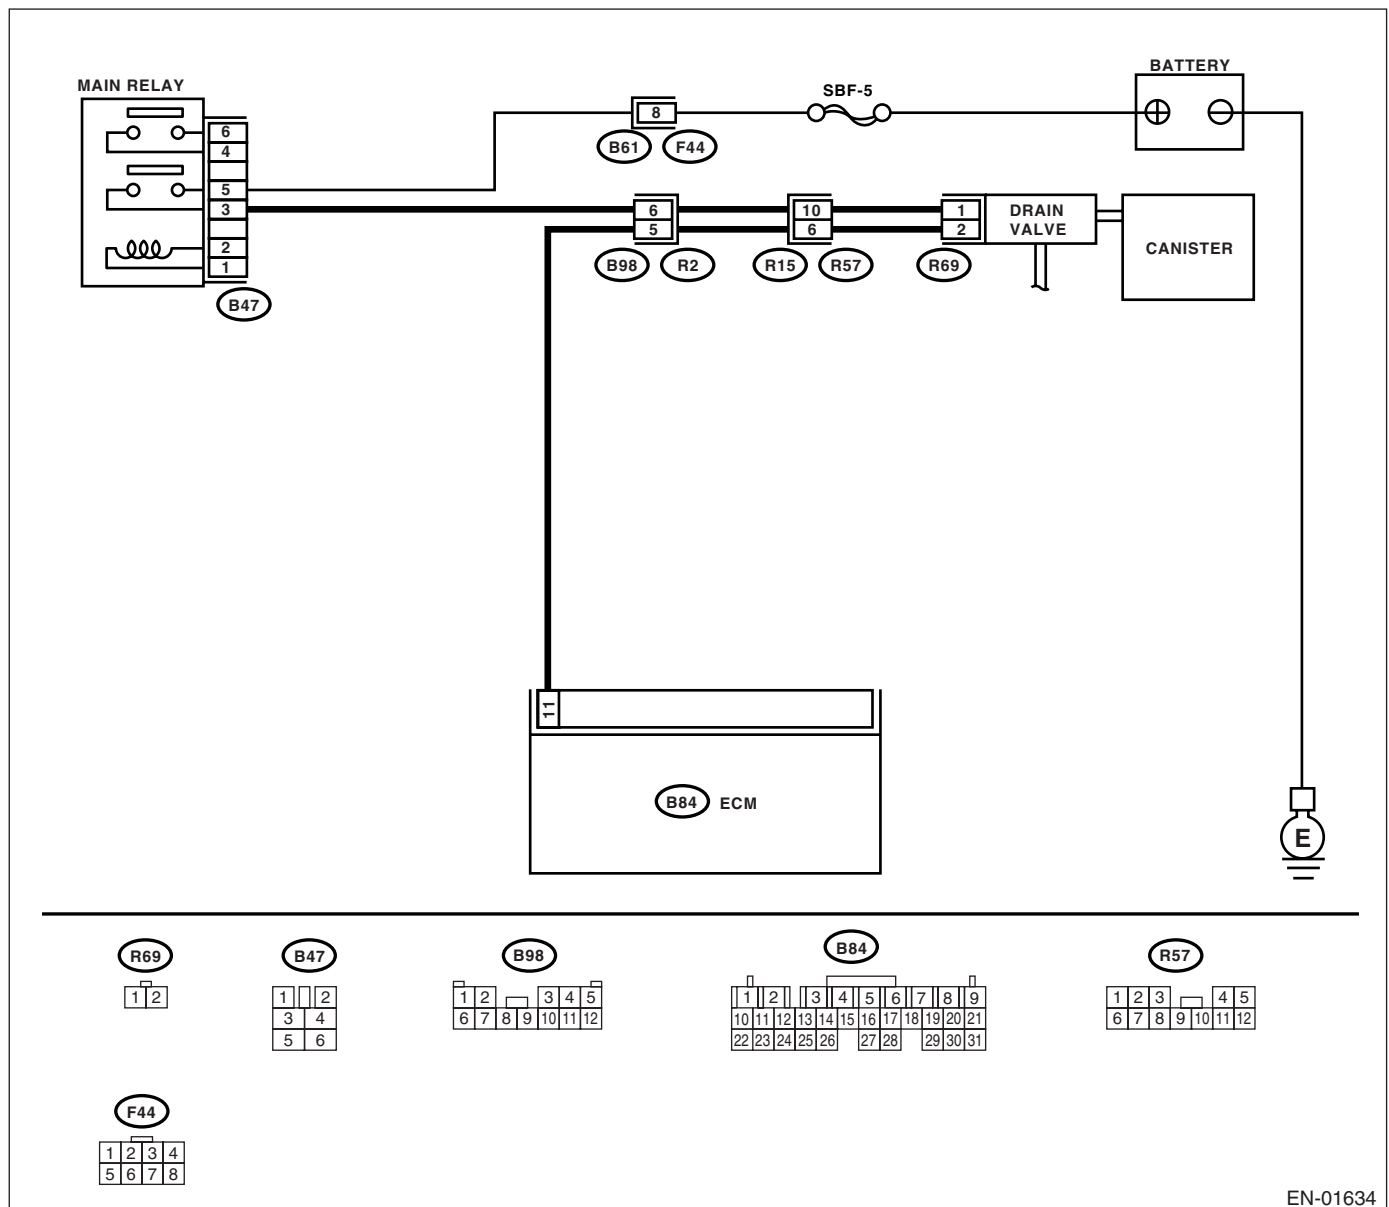 BATTERY
MAIN RELAY
SBF-5
8
B61 F44
6
4
5
3
2
1
B47
6 10 1
5 6 2
DRAIN
VALVE
CANISTER
B98 R2 R15 R57 R69
11
B84 ECM
E
R69 B47 B98 B84 R57
1 2
1 2
3 4
5 6
1 2 3 4 5
6 7 8 9 10 11 12
1 2 3 4 5 6 7 8 9
10 11 12 13 14 15 16 17 18 19 20 21
22 23 24 25 26 27 28 29 30 31
1 2 3 4 5
6 7 8 9 10 11 12
F44
1 2 3 4
5 6 7 8
EN-01634